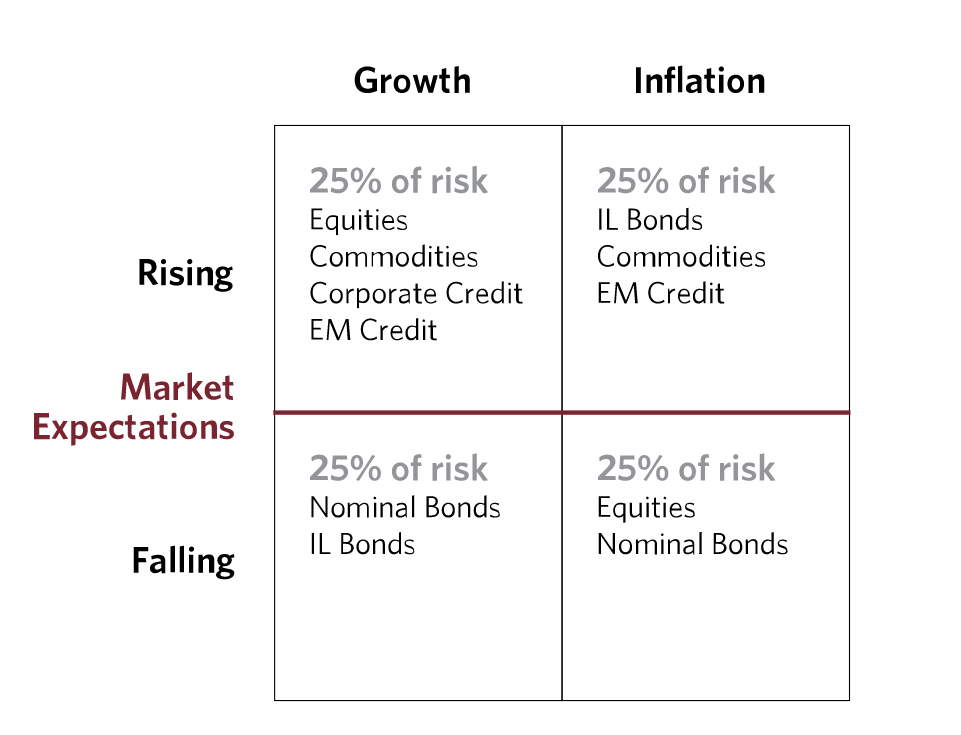 Growth
Inflation
Rising
25% of risk
Equities
Commodities
Corporate Credit
EM Credit
25% of risk
IL Bonds
Commodities
EM Credit
Market
Expectations
Falling
25% of risk
Nominal Bonds
IL Bonds
25% of risk
Equities
Nominal Bonds